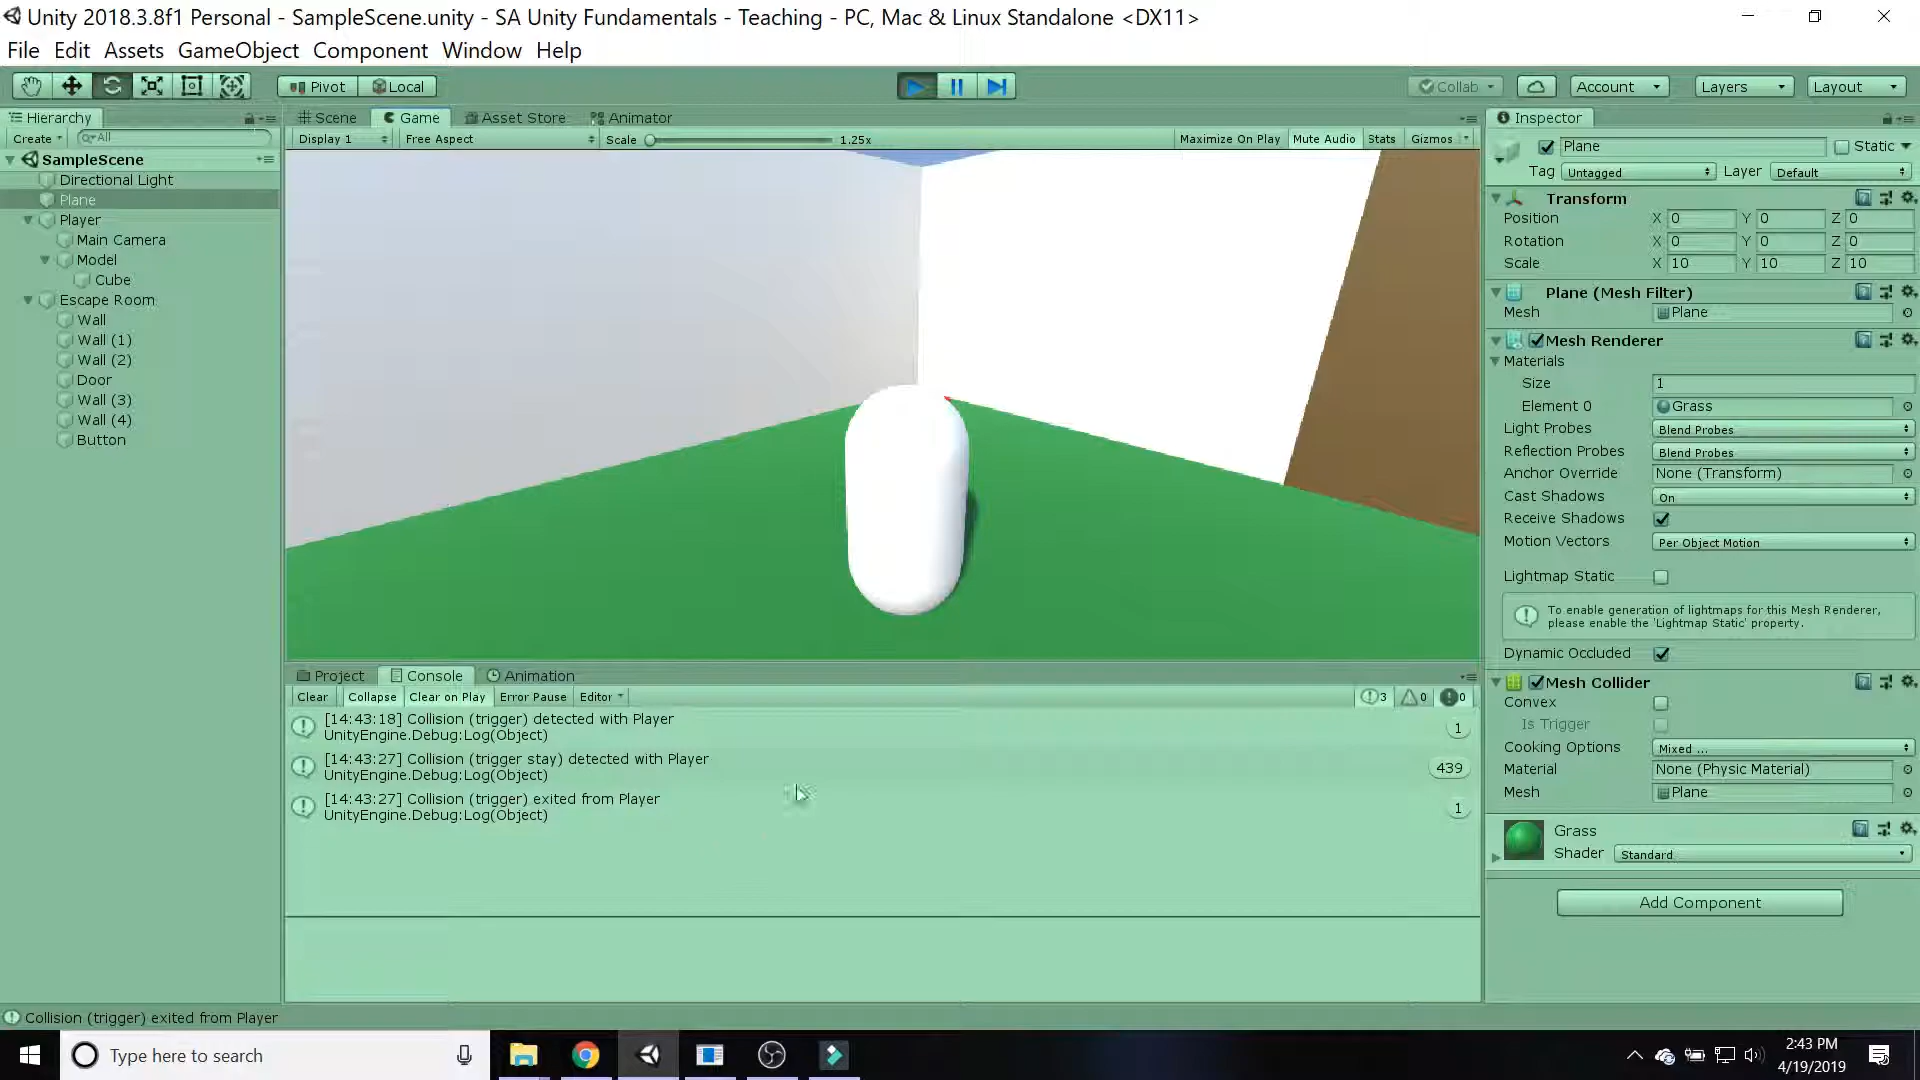 Unity 2018.3.8f1 Personal - SampleScene.unity - SA Unity Fundamentals - Teaching - PC, Mac & Linux Standalone <DX11>
File Edit Assets GameObject Component Window Help
Pivot Local Collab Account Layers Layout
Hierarchy
Create All
SampleScene
Directional Light
Plane
Player
Main Camera
Model
Cube
Escape Room
Wall
Wall (1)
Wall (2)
Door
Wall (3)
Wall (4)
Button
Scene Game Asset Store Animator
Display 1 Free Aspect Scale 1.25x Maximize On Play Mute Audio Stats Gizmos
Project Console Animation
Clear Collapse Clear on Play Error Pause Editor 3 0 0
[14:43:18] Collision (trigger) detected with Player
UnityEngine.Debug:Log(Object)
1
[14:43:27] Collision (trigger stay) detected with Player
UnityEngine.Debug:Log(Object)
439
[14:43:27] Collision (trigger) exited from Player
UnityEngine.Debug:Log(Object)
1
Inspector
Plane Static
Tag Untagged Layer Default
Transform
Position X 0 Y 0 Z 0
Rotation X 0 Y 0 Z 0
Scale X 10 Y 10 Z 10
Plane (Mesh Filter)
Mesh Plane
Mesh Renderer
Materials
Size 1
Element 0 Grass
Light Probes Blend Probes
Reflection Probes Blend Probes
Anchor Override None (Transform)
Cast Shadows On
Receive Shadows
Motion Vectors Per Object Motion
Lightmap Static
To enable generation of lightmaps for this Mesh Renderer,
please enable the 'Lightmap Static' property.
Dynamic Occluded
Mesh Collider
Convex
Is Trigger
Cooking Options Mixed ...
Material None (Physic Material)
Mesh Plane
Grass
Shader Standard
Add Component
Collision (trigger) exited from Player
Type here to search
2:43 PM
4/19/2019